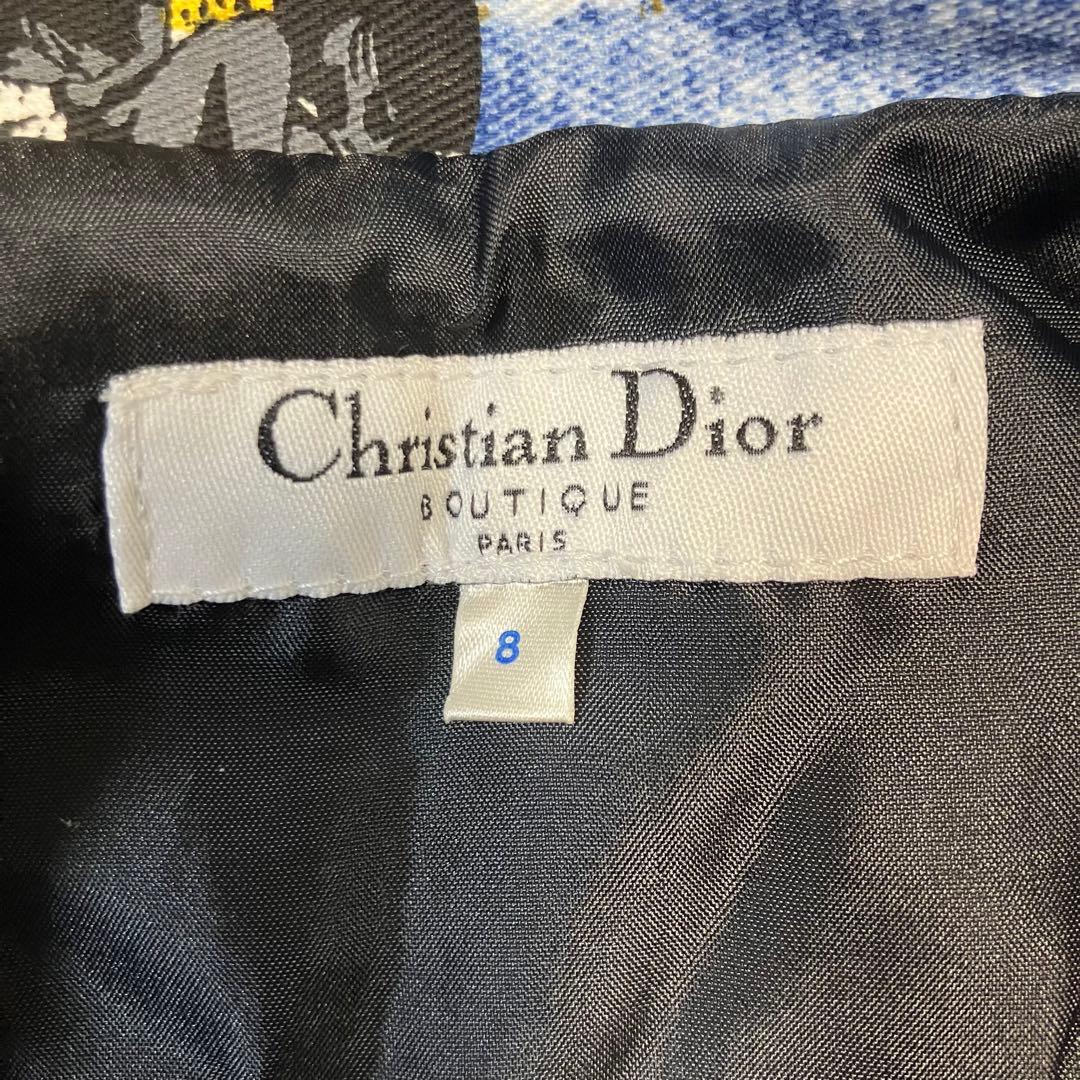 Christian Dior
BOUTIQUE
PARIS
8